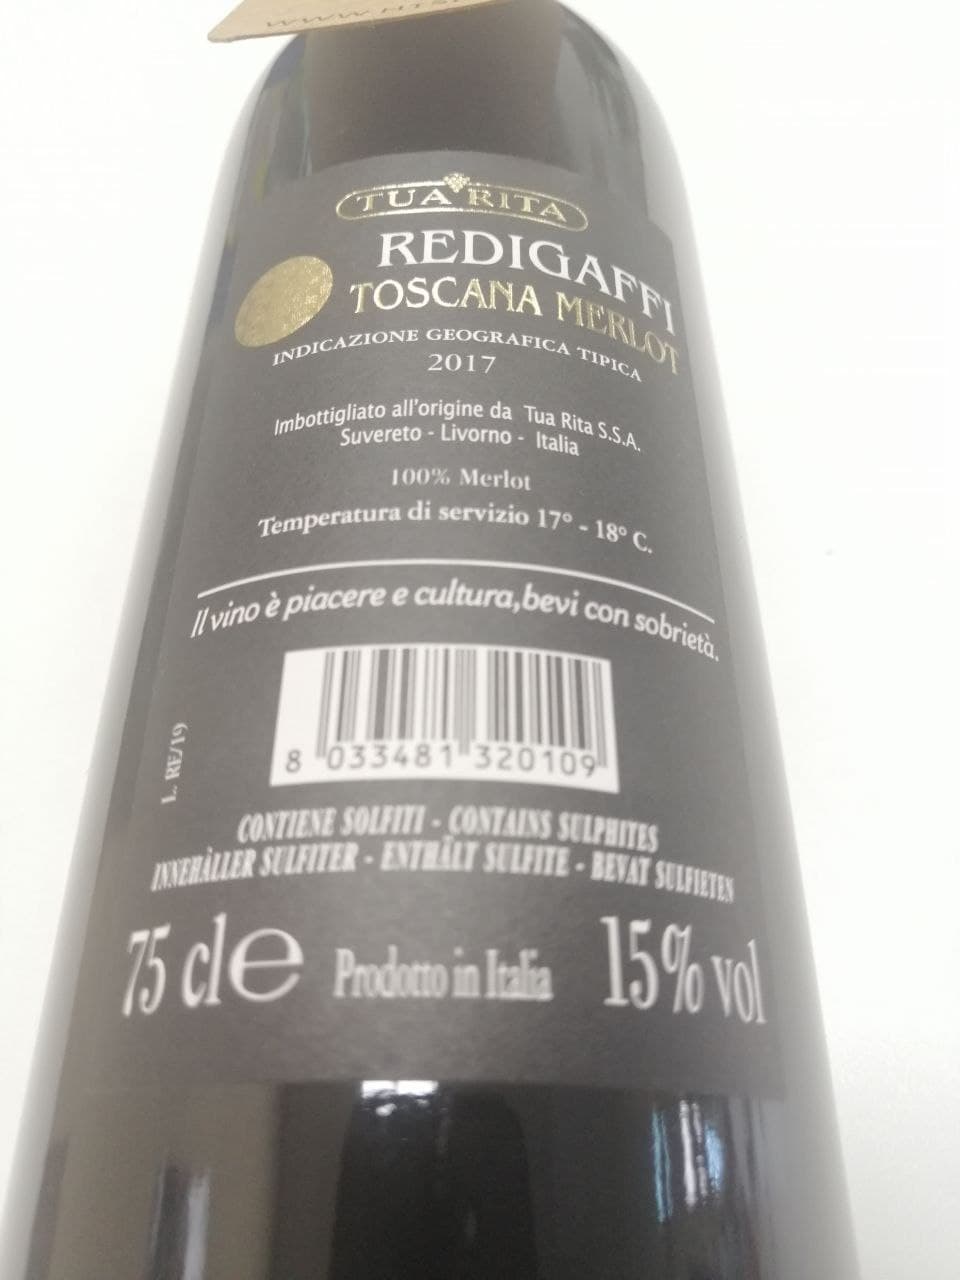 TUA RITA
REDIGAFFI
TOSCANA MERLOT
INDICAZIONE GEOGRAFICA TIPICA
2017
Imbottigliato all'origine da Tua Rita S.S.A.
Suvereto - Livorno - Italia
100% Merlot
Temperatura di servizio 17° - 18° C.
Il vino è piacere e cultura, bevi con sobrietà.
L. RE/19
8 033481 320109
CONTIENE SOLFITI - CONTAINS SULPHITES
INNEHÀLLER SULFITER - ENTHÄLT SULFITE - BEVAT SULFIETEN
75 cl e Prodotto in Italia 15% vol